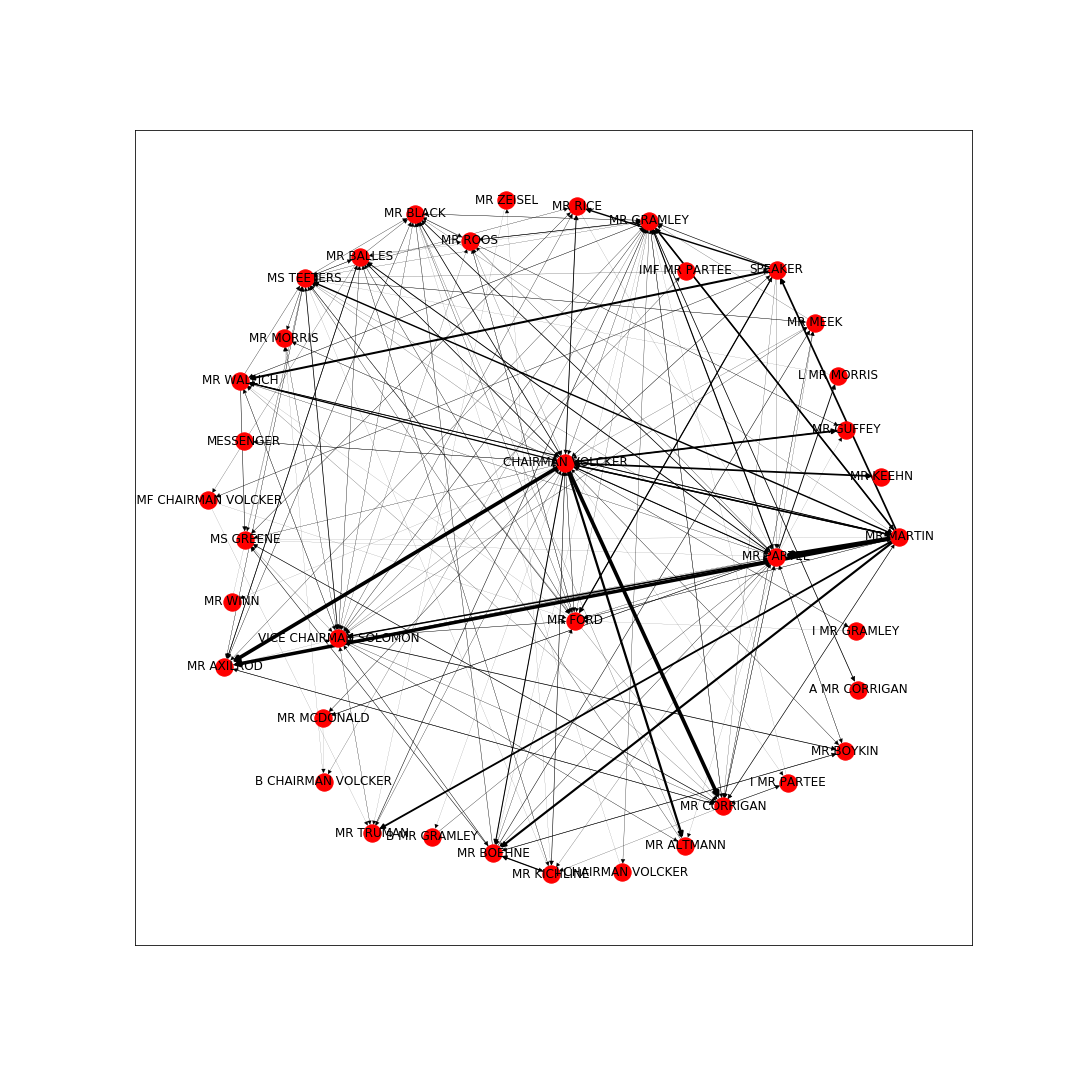 MR ZEISEL
MR RICE
MR BLACK
MR GRAMLEY
MR ROOS
MR BALLES
IMF MR PARTEE
SPEAKER
MS TEETERS
MR MEEK
MR MORRIS
L MR MORRIS
MR WALLICH
MR GUFFEY
MESSENGER
CHAIRMAN VOLCKER
MR KEEHN
MF CHAIRMAN VOLCKER
MR MARTIN
MS GREENE
MR PARTEE
MR WINN
MR FORD
I MR GRAMLEY
VICE CHAIRMAN SOLOMON
MR AXILROD
A MR CORRIGAN
MR MCDONALD
MR BOYKIN
B CHAIRMAN VOLCKER
I MR PARTEE
MR CORRIGAN
MR TRUMAN
B MR GRAMLEY
MR ALTMANN
MR BOEHNE
MR KICHLINE
CHAIRMAN VOLCKER